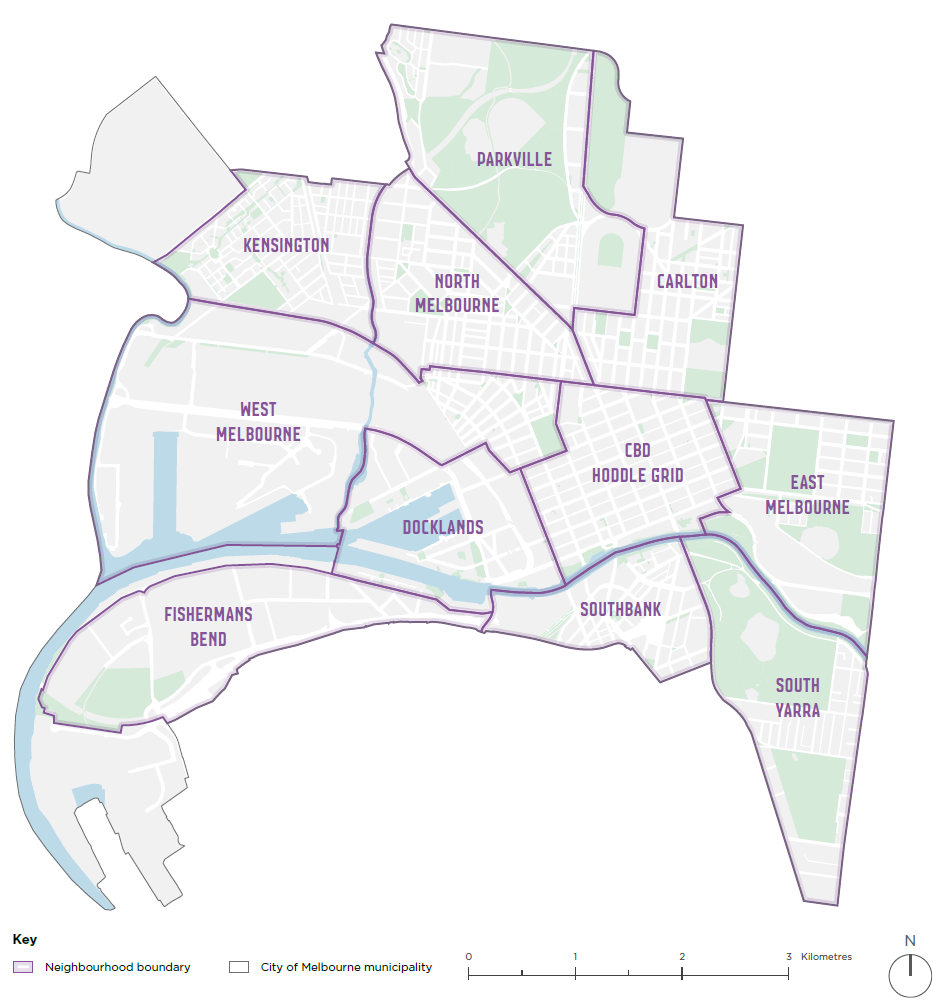 PARKVILLE
KENSINGTON
NORTH
MELBOURNE
CARLTON
WEST
MELBOURNE
CBD
HODDLE GRID
EAST
MELBOURNE
DOCKLANDS
FISHERMANS
BEND
SOUTHBANK
SOUTH
YARRA
Key
Neighbourhood boundary
City of Melbourne municipality
0 1 2 3 Kilometres
N